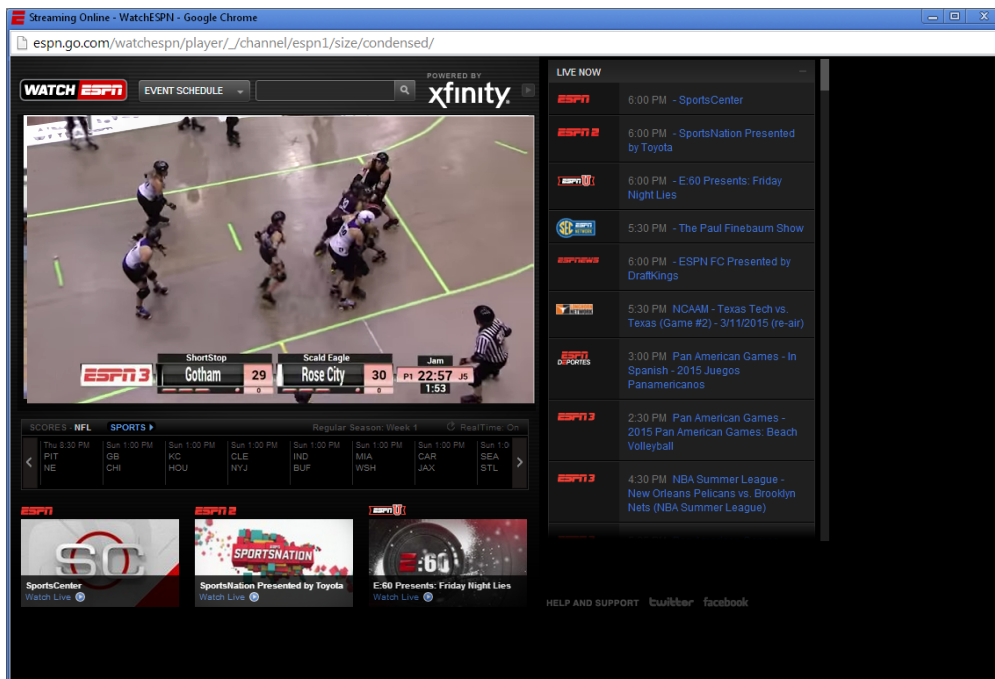 Streaming Online - WatchESPN - Google Chrome
espn.go.com/watchespn/player/_/channel/espn1/size/condensed/
WATCH ESPN
EVENT SCHEDULE
POWERED BY
xfinity.
ShortStop
Scald Eagle
Jam
ESPN 3
Gotham 29
Rose City 30
P1 22:57 J5
0
0
1:53
SCORES - NFL
SPORTS
Regular Season: Week 1
RealTime: On
Thu 8:30 PM
PIT
NE
Sun 1:00 PM
GB
CHI
Sun 1:00 PM
KC
HOU
Sun 1:00 PM
CLE
NYJ
Sun 1:00 PM
IND
BUF
Sun 1:00 PM
MIA
WSH
Sun 1:00 PM
CAR
JAX
Sun 1:0
SEA
STL
ESPN
SC
SportsCenter
Watch Live
ESPN 2
SPORTSNATION
SportsNation Presented by Toyota
Watch Live
ESPN U
E:60
E:60 Presents: Friday Night Lies
Watch Live
LIVE NOW
ESPN
6:00 PM - SportsCenter
ESPN 2
6:00 PM - SportsNation Presented
by Toyota
ESPN U
6:00 PM - E:60 Presents: Friday
Night Lies
SEC ESPN NETWORK
5:30 PM - The Paul Finebaum Show
ESPNEWS
6:00 PM - ESPN FC Presented by
DraftKings
NETWORK
5:30 PM NCAAM - Texas Tech vs.
Texas (Game #2) - 3/11/2015 (re-air)
ESPN DEPORTES
3:00 PM Pan American Games - In
Spanish - 2015 Juegos
Panamericanos
ESPN 3
2:30 PM Pan American Games -
2015 Pan American Games: Beach
Volleyball
ESPN 3
4:30 PM NBA Summer League -
New Orleans Pelicans vs. Brooklyn
Nets (NBA Summer League)
HELP AND SUPPORT twitter facebook